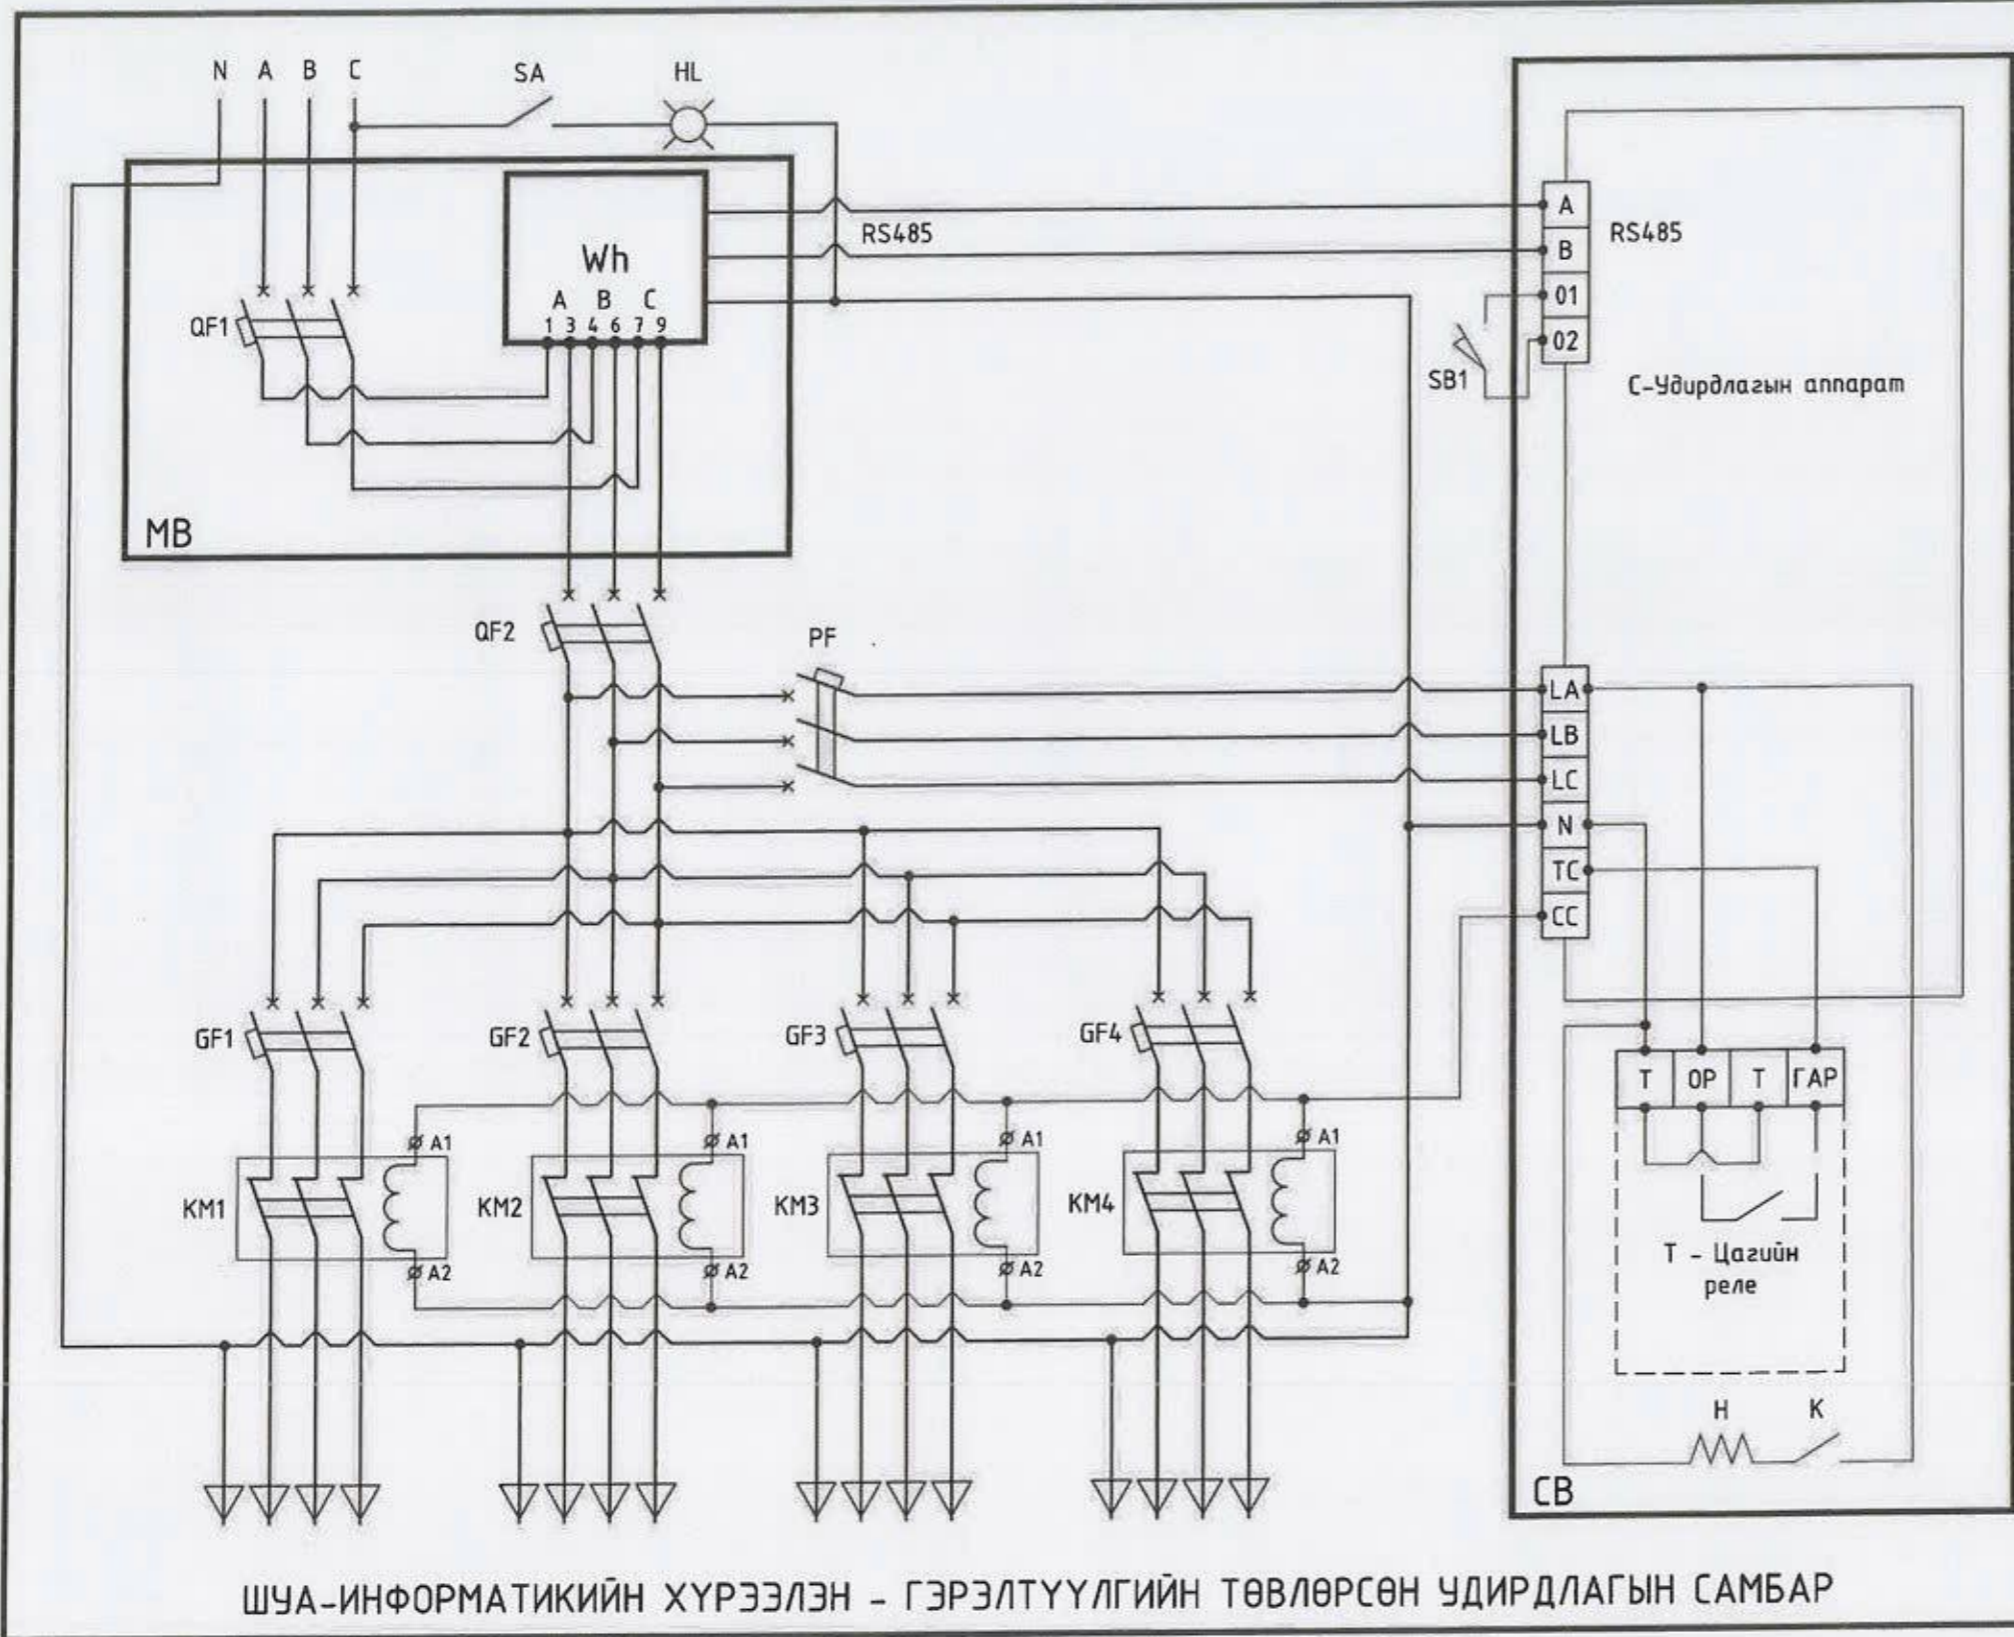 N A B C SA HL
Wh
RS485
A B C
1 3 4 6 7 9
QF1
MB
A
B
01
02
RS485
SB1
С-Удирдлагын аппарат
QF2
PF
LA
LB
LC
N
TC
CC
GF1
GF2
GF3
GF4
A1
A1
A1
A1
KM1
KM2
KM3
KM4
A2
A2
A2
A2
Т ОР Т ГАР
Т - Цагийн
реле
H K
CB
ШУА-ИНФОРМАТИКИЙН ХҮРЭЭЛЭН - ГЭРЭЛТҮҮЛГИЙН ТӨВЛӨРСӨН УДИРДЛАГЫН САМБАР